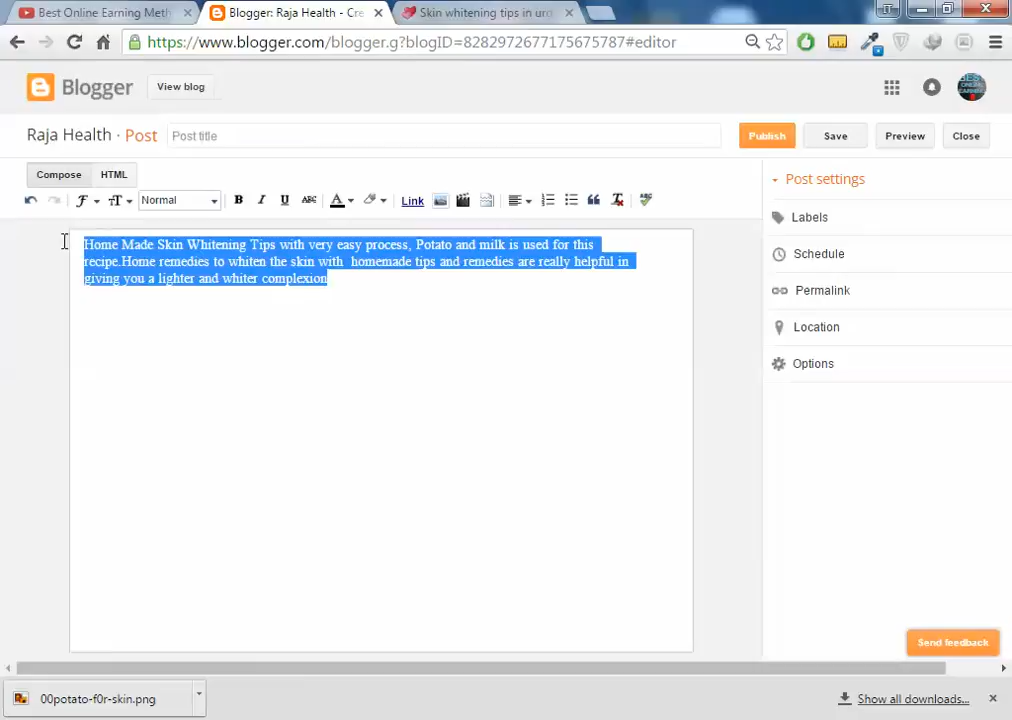 Best Online Earning Meth
Blogger: Raja Health - Cre
Skin whitening tips in urd
https://www.blogger.com/blogger.g?blogID=8282972677175675787#editor
Blogger
View blog
Raja Health · Post
Post title
Publish
Save
Preview
Close
Compose
HTML
Normal
B
I
U
ABC
A
Link
Post settings
Labels
Schedule
Permalink
Location
Options
Home Made Skin Whitening Tips with very easy process, Potato and milk is used for this
recipe.Home remedies to whiten the skin with  homemade tips and remedies are really helpful in
giving you a lighter and whiter complexion
Send feedback
00potato-f0r-skin.png
Show all downloads...